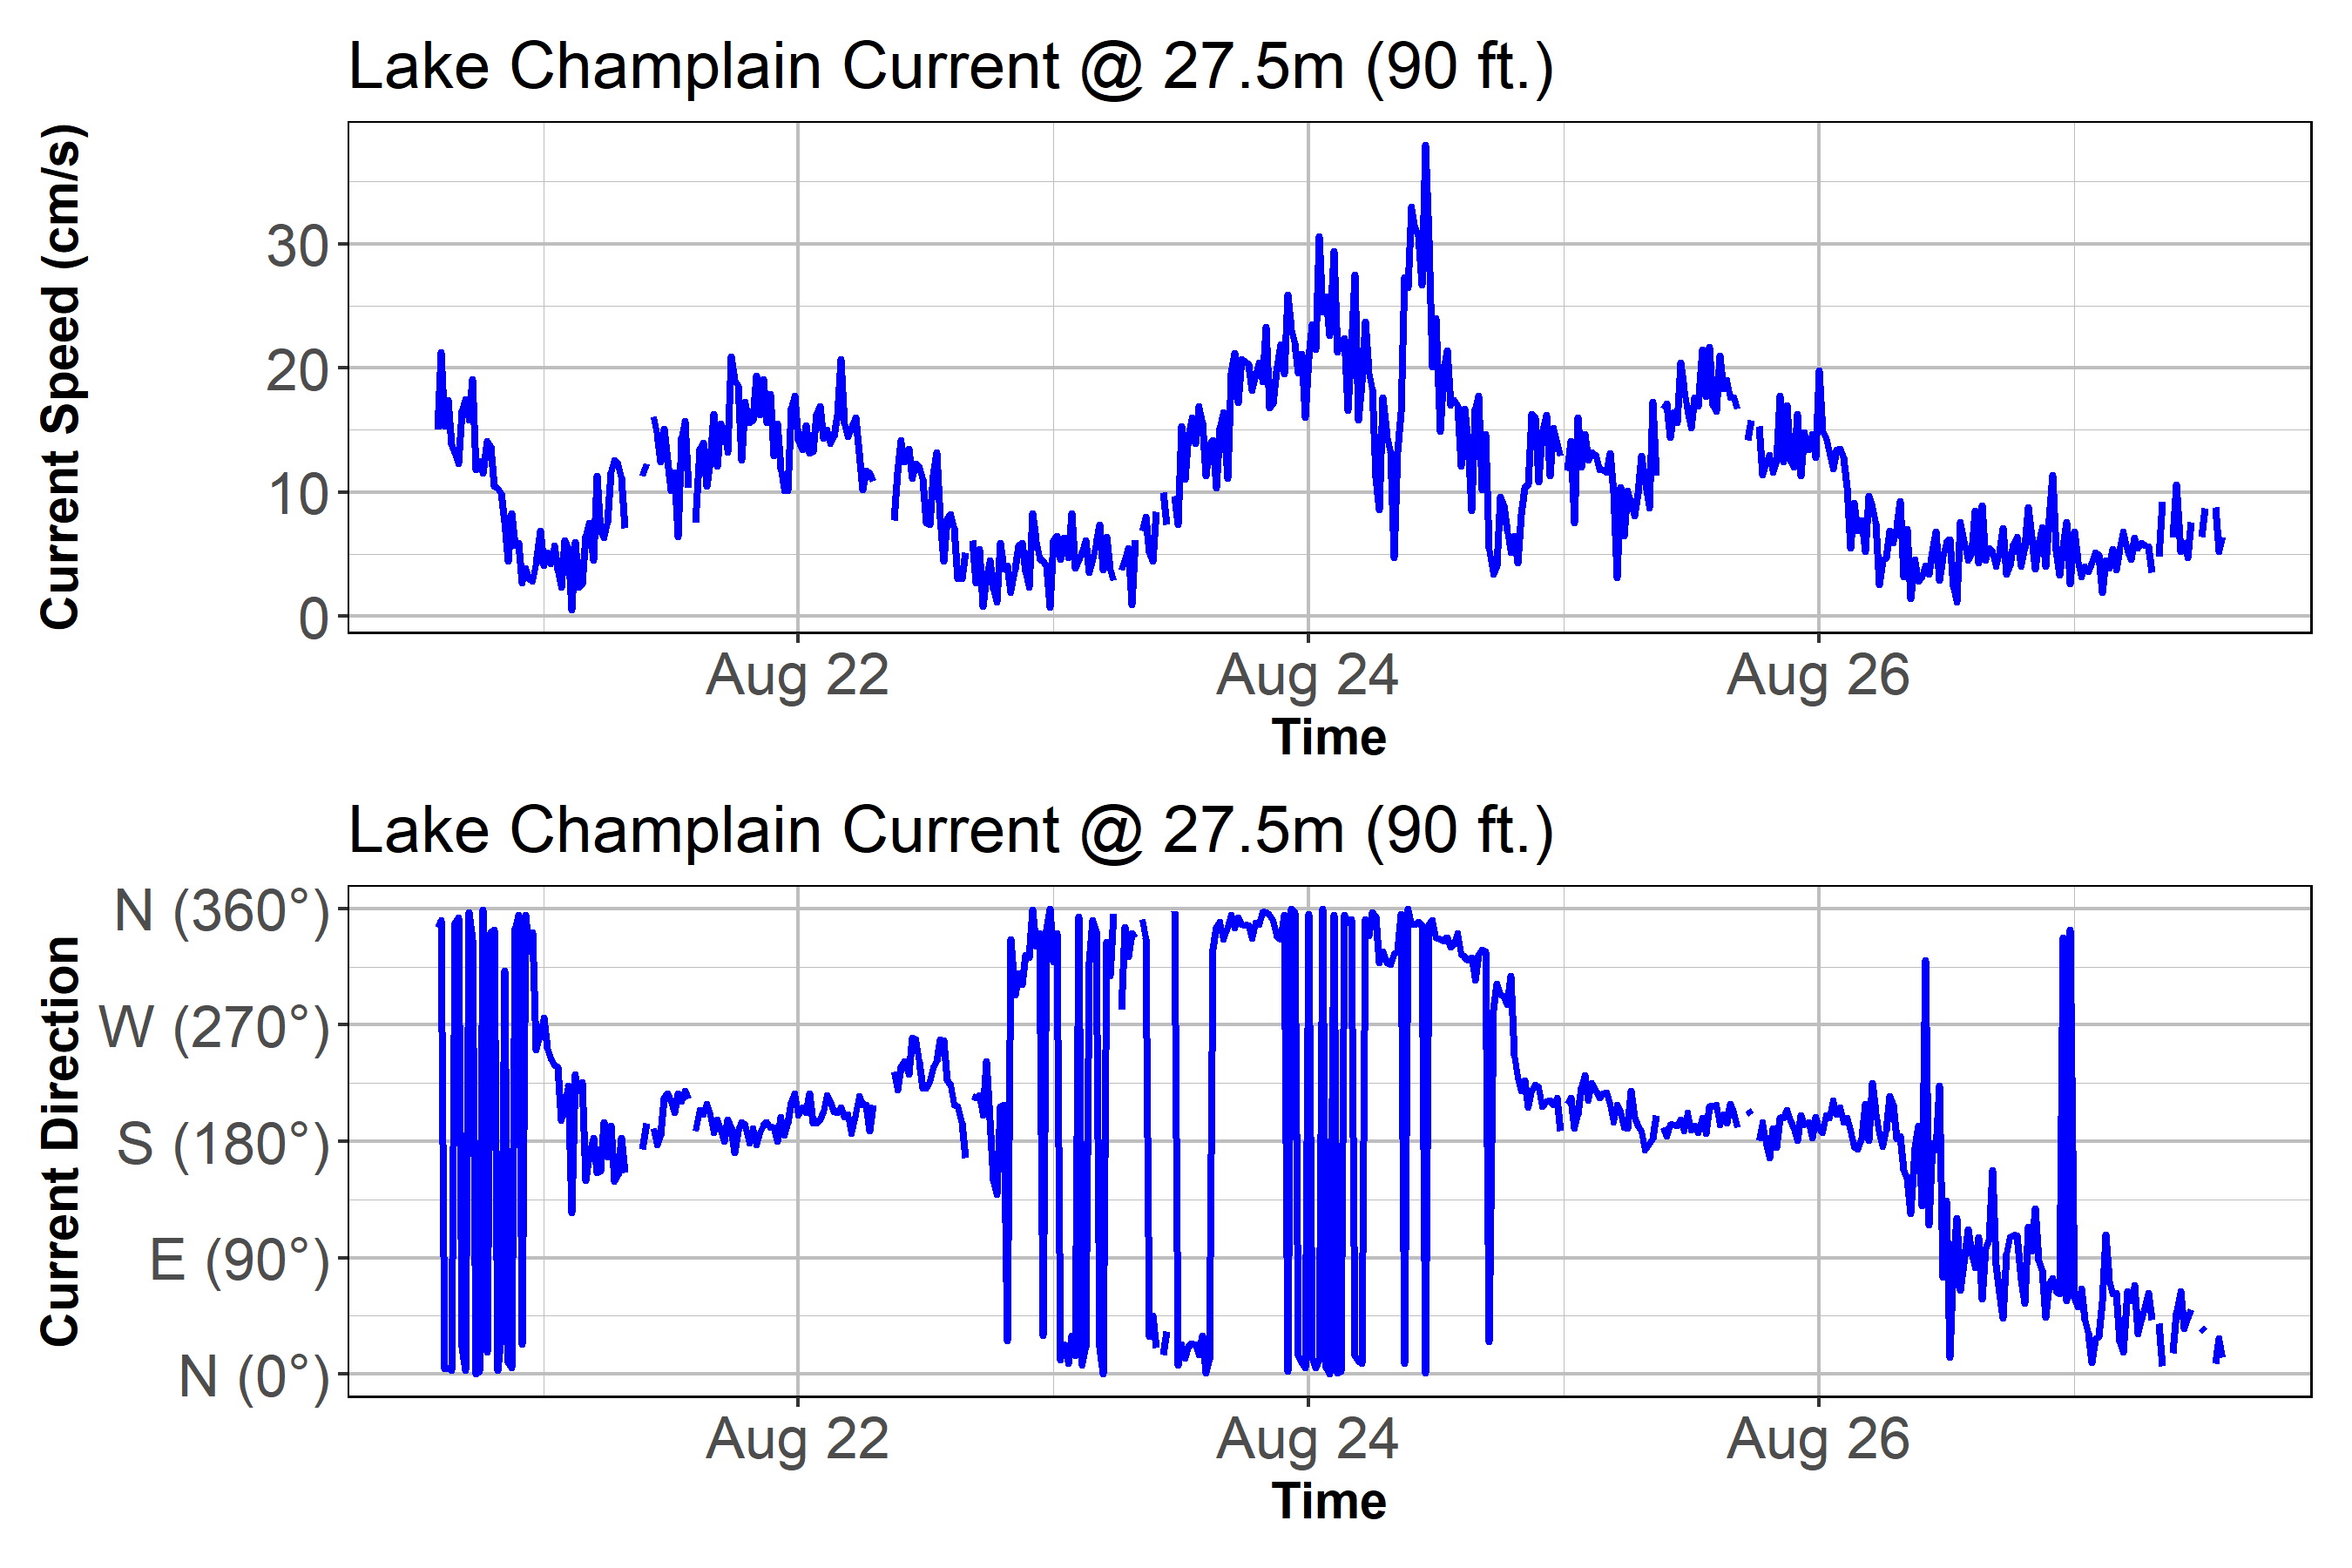 Lake Champlain Current @ 27.5m (90 ft.)
Current Speed (cm/s)
30
20
10
0
Aug 22
Aug 24
Aug 26
Time
Lake Champlain Current @ 27.5m (90 ft.)
Current Direction
N (360°)
W (270°)
S (180°)
E (90°)
N (0°)
Aug 22
Aug 24
Aug 26
Time